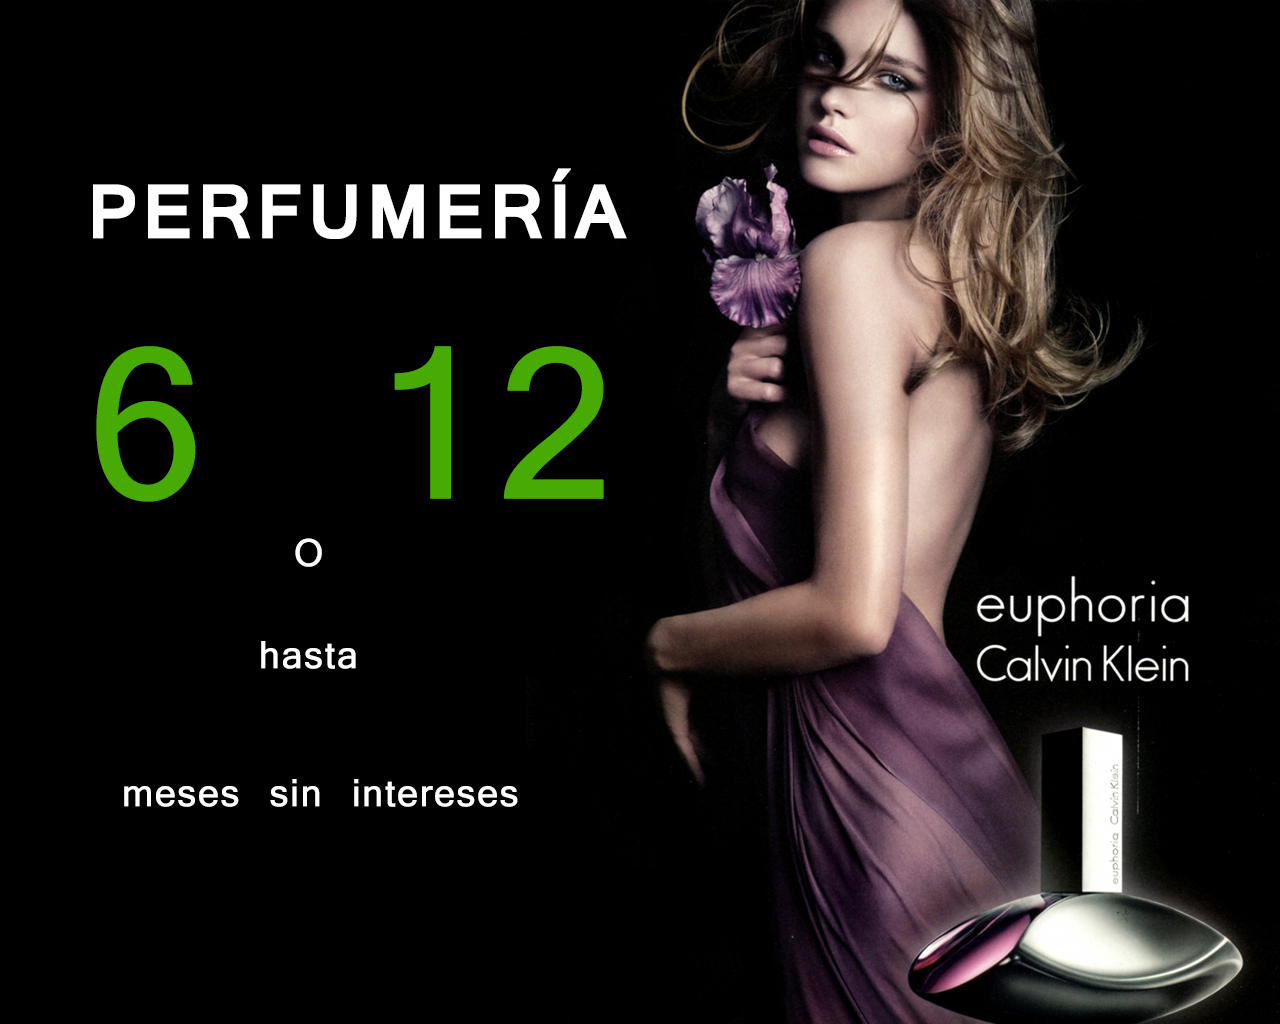 PERFUMERÍA
6 12
o
hasta
meses sin intereses
euphoria
Calvin Klein
euphoria Calvin Klein